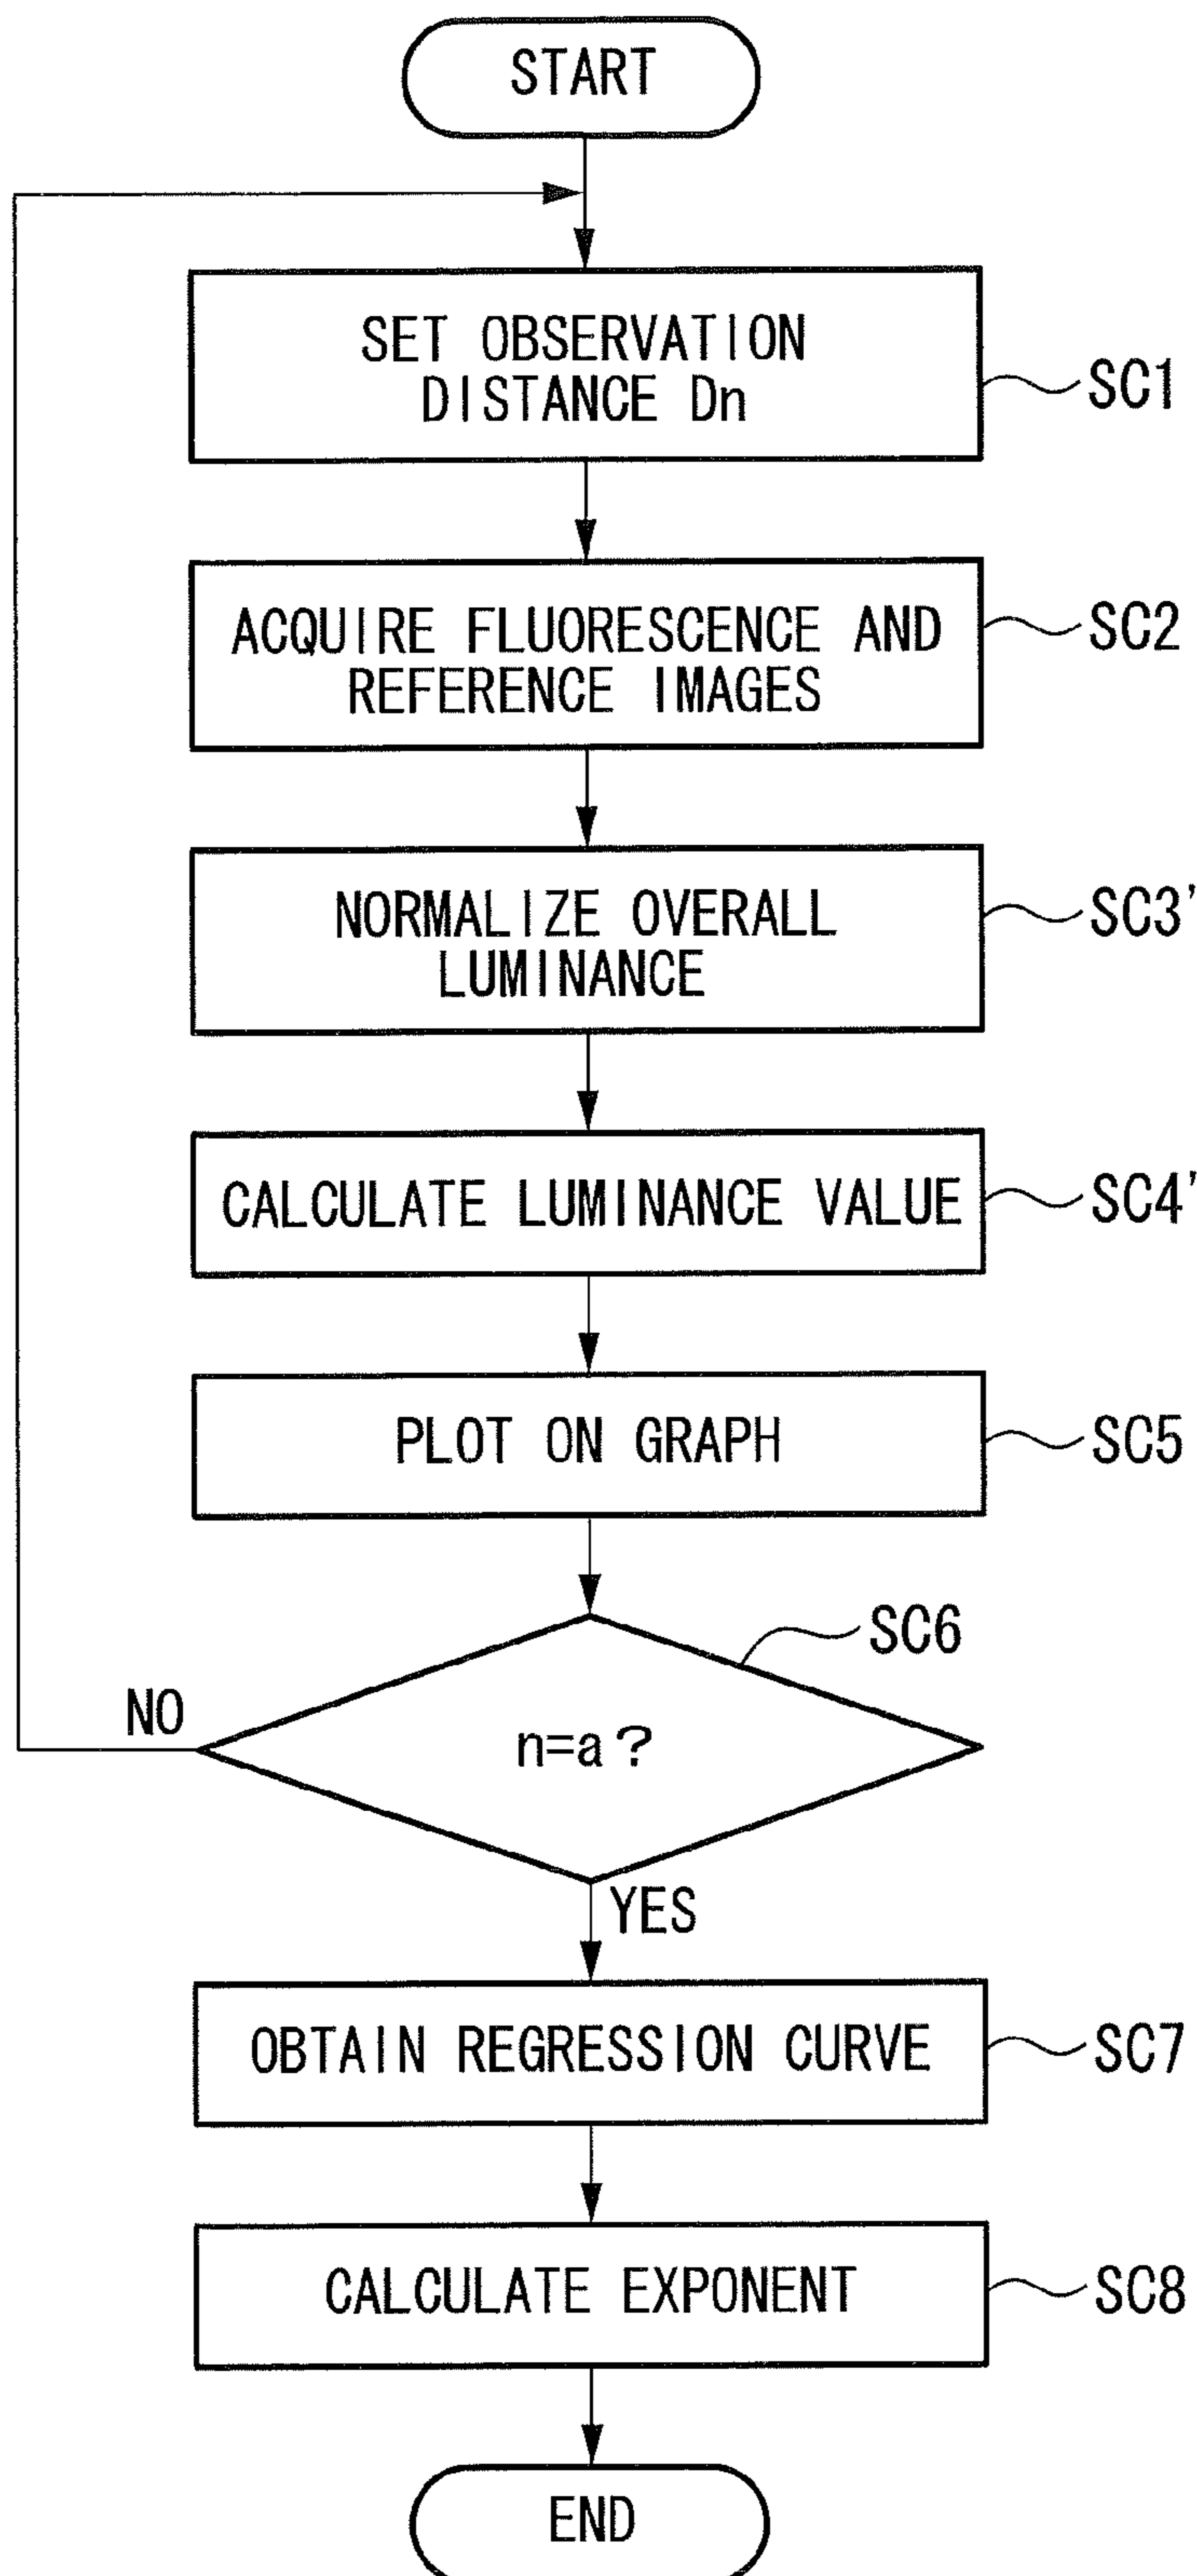 START
SET OBSERVATION
DISTANCE Dn
SC1
ACQUIRE FLUORESCENCE AND
REFERENCE IMAGES
SC2
NORMALIZE OVERALL
LUMINANCE
SC3'
CALCULATE LUMINANCE VALUE
SC4'
PLOT ON GRAPH
SC5
SC6
NO
n=a?
YES
OBTAIN REGRESSION CURVE
SC7
CALCULATE EXPONENT
SC8
END